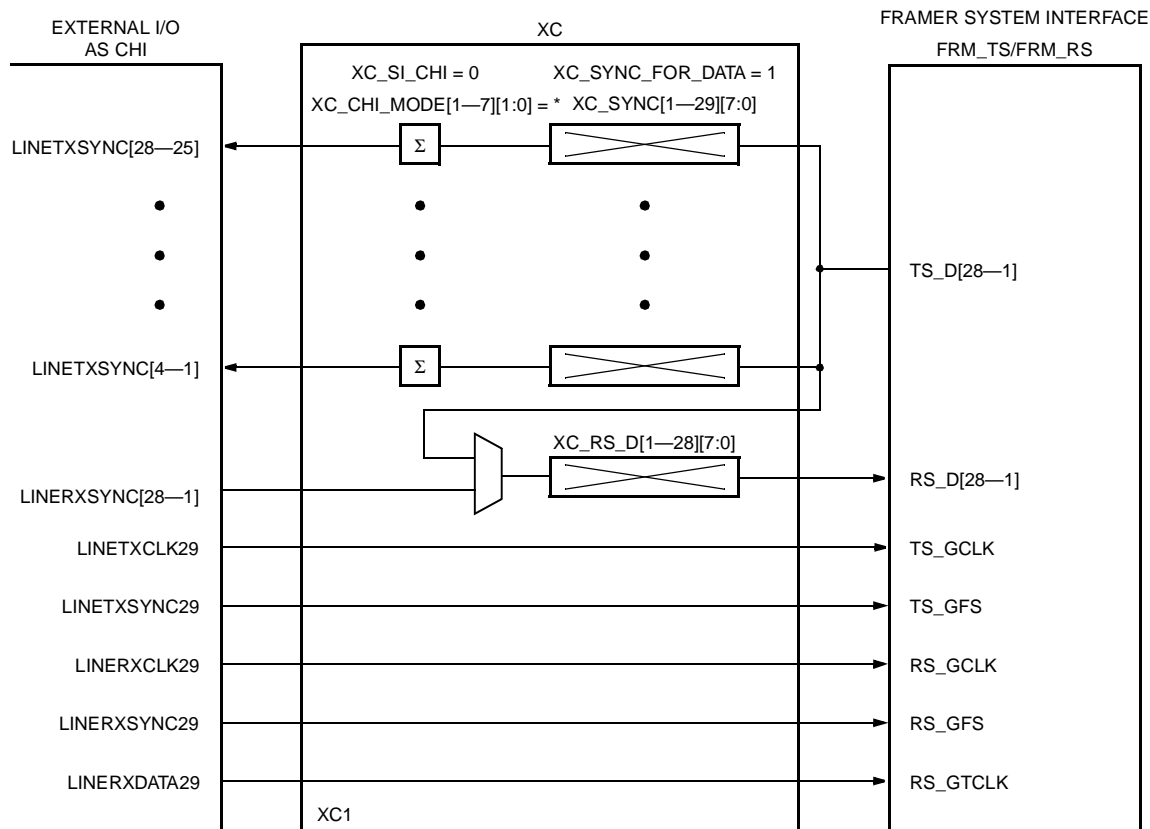 EXTERNAL I/O
AS CHI
XC
FRAMER SYSTEM INTERFACE
FRM_TS/FRM_RS
XC_SI_CHI = 0
XC_SYNC_FOR_DATA = 1
XC_CHI_MODE[1—7][1:0] = *
XC_SYNC[1—29][7:0]
LINETXSYNC[28—25]
Σ
TS_D[28—1]
LINETXSYNC[4—1]
Σ
XC_RS_D[1—28][7:0]
LINERXSYNC[28—1]
RS_D[28—1]
LINETXCLK29
TS_GCLK
LINETXSYNC29
TS_GFS
LINERXCLK29
RS_GCLK
LINERXSYNC29
RS_GFS
LINERXDATA29
RS_GTCLK
XC1